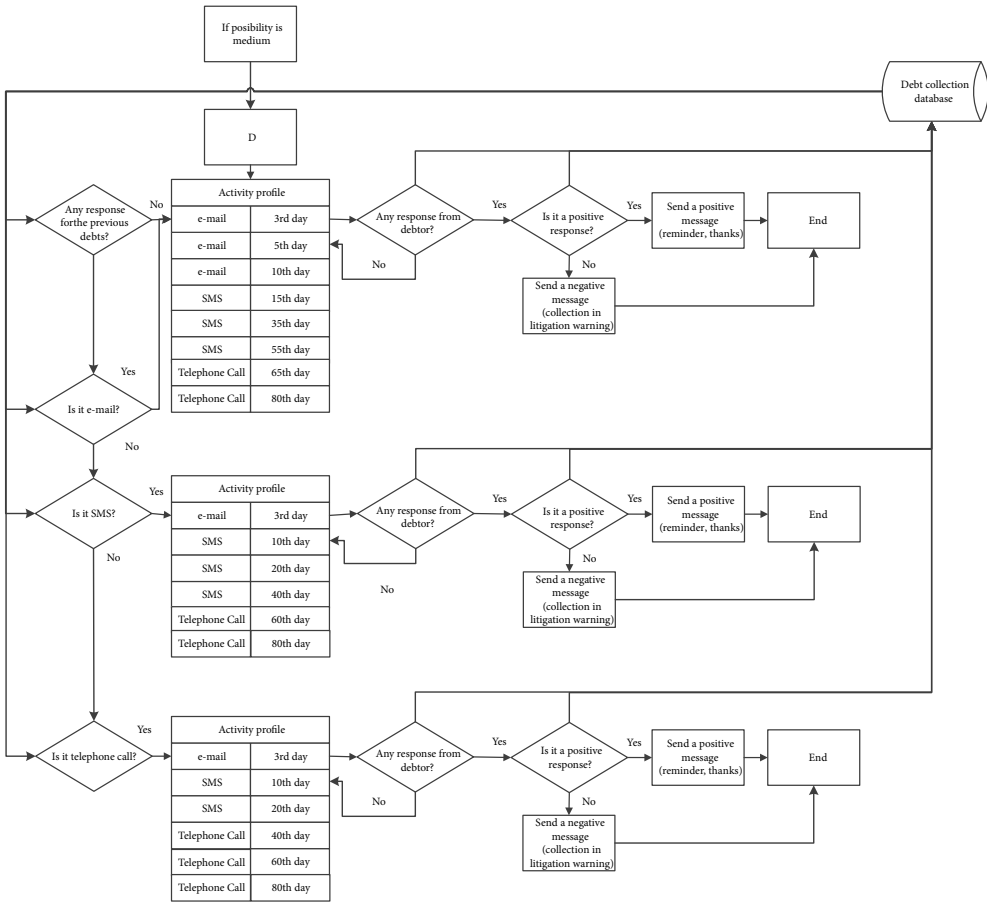 If posibility is
medium
Debt collection
database
D
Any response
forthe previous
debts?
No
Activity profile
e-mail 3rd day
e-mail 5th day
e-mail 10th day
SMS 15th day
SMS 35th day
SMS 55th day
Telephone Call 65th day
Telephone Call 80th day
Any response from
debtor?
No
Yes
Is it a positive
response?
Yes
No
Send a positive
message
(reminder, thanks)
End
Send a negative
message
(collection in
litigation warning)
Yes
Is it e-mail?
No
Is it SMS?
Yes
No
Activity profile
e-mail 3rd day
SMS 10th day
SMS 20th day
SMS 40th day
Telephone Call 60th day
Telephone Call 80th day
Any response from
debtor?
No
Yes
Is it a positive
response?
Yes
No
Send a positive
message
(reminder, thanks)
End
Send a negative
message
(collection in
litigation warning)
Is it telephone call?
Yes
Activity profile
e-mail 3rd day
SMS 10th day
SMS 20th day
Telephone Call 40th day
Telephone Call 60th day
Telephone Call 80th day
Any response from
debtor?
No
Yes
Is it a positive
response?
Yes
No
Send a positive
message
(reminder, thanks)
End
Send a negative
message
(collection in
litigation warning)